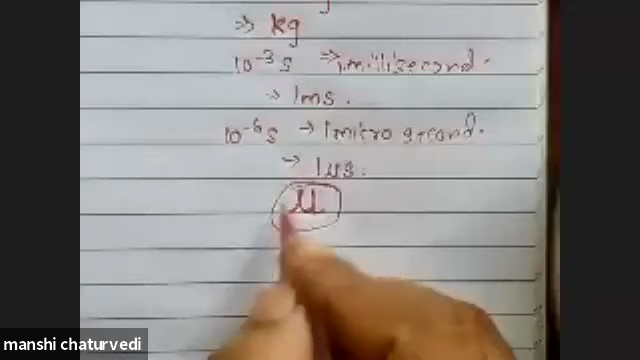 → kg
10⁻³ s → 1 millisecond.
→ 1ms.
10⁻⁶ s → 1 micro second.
→ 1μs.
μ
manshi chaturvedi